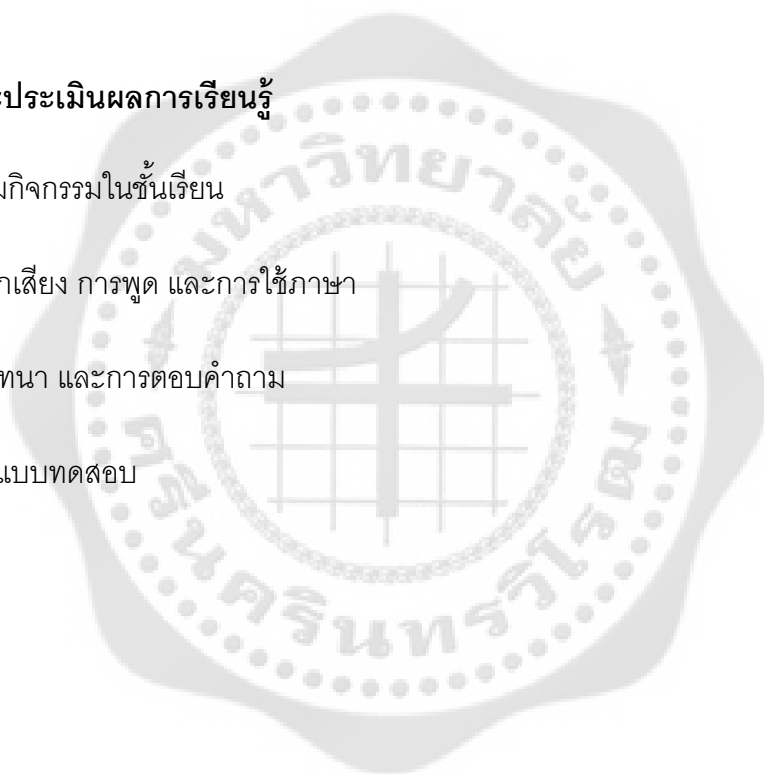 ะประเมินผลการเรียนรู้
มกิจกรรมในชั้นเรียน
กเสียง การพูด และการใช้ภาษา
ทนา และการตอบคำถาม
แบบทดสอบ
มหาวิทยาลัย
ศรีนครินทรวิโรฒ